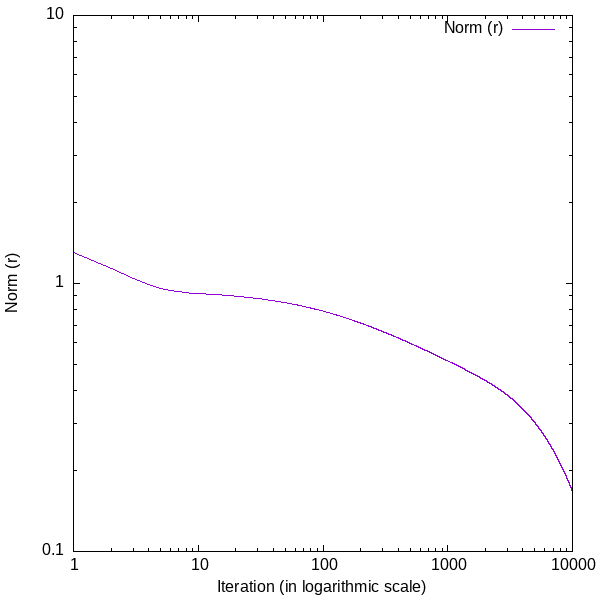 10
Norm (r)
1
Norm (r)
0.1
1 10 100 1000 10000
Iteration (in logarithmic scale)